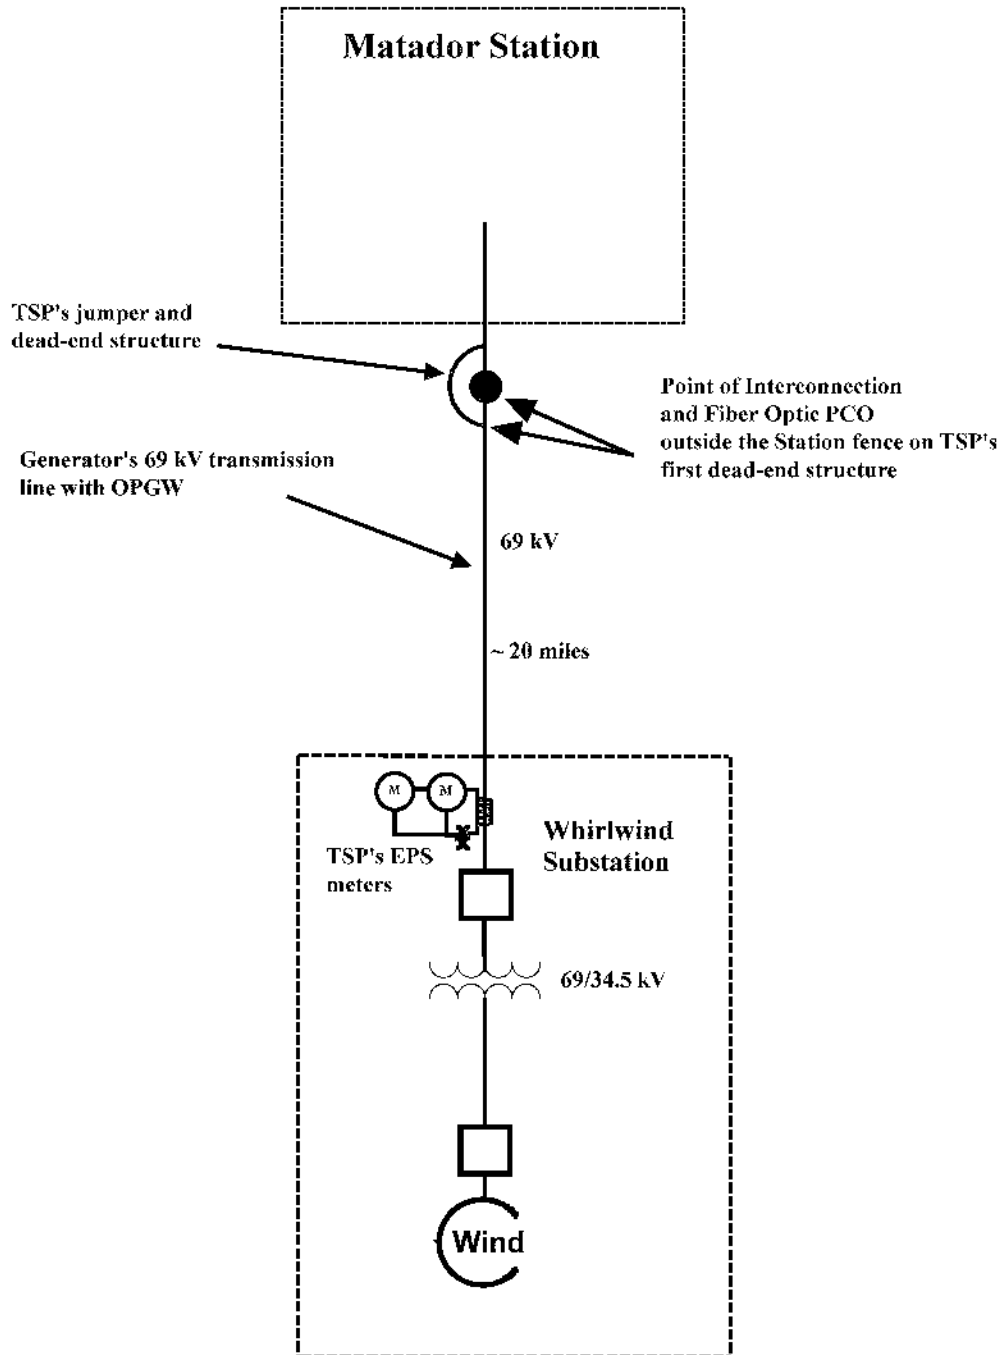 Matador Station
TSP's jumper and
dead-end structure
Point of Interconnection
and Fiber Optic PCO
outside the Station fence on TSP's
first dead-end structure
Generator's 69 kV transmission
line with OPGW
69 kV
~ 20 miles
M
M
TSP's EPS
meters
Whirlwind
Substation
69/34.5 kV
Wind